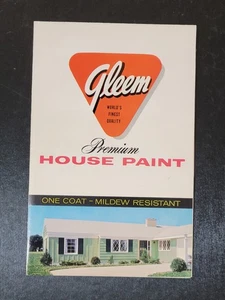 Gleem
WORLD'S
FINEST
QUALITY
Premium
HOUSE PAINT
ONE COAT - MILDEW RESISTANT